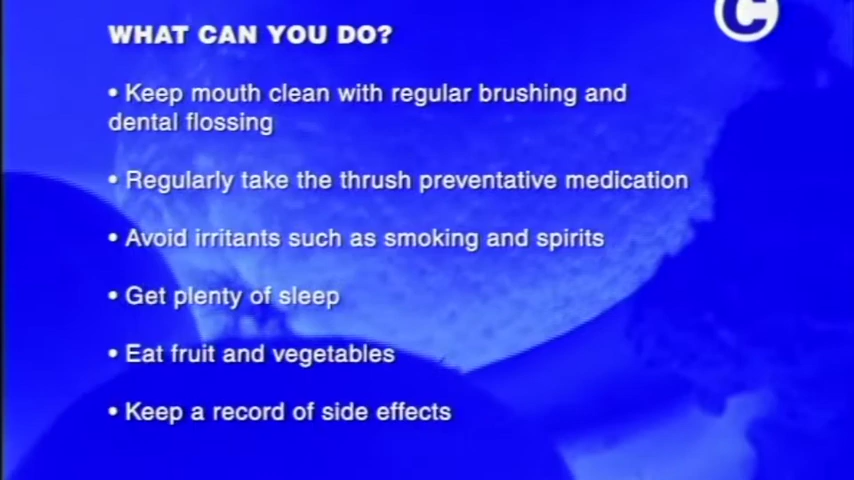 C
WHAT CAN YOU DO?
• Keep mouth clean with regular brushing and
dental flossing
• Regularly take the thrush preventative medication
• Avoid irritants such as smoking and spirits
• Get plenty of sleep
• Eat fruit and vegetables
• Keep a record of side effects